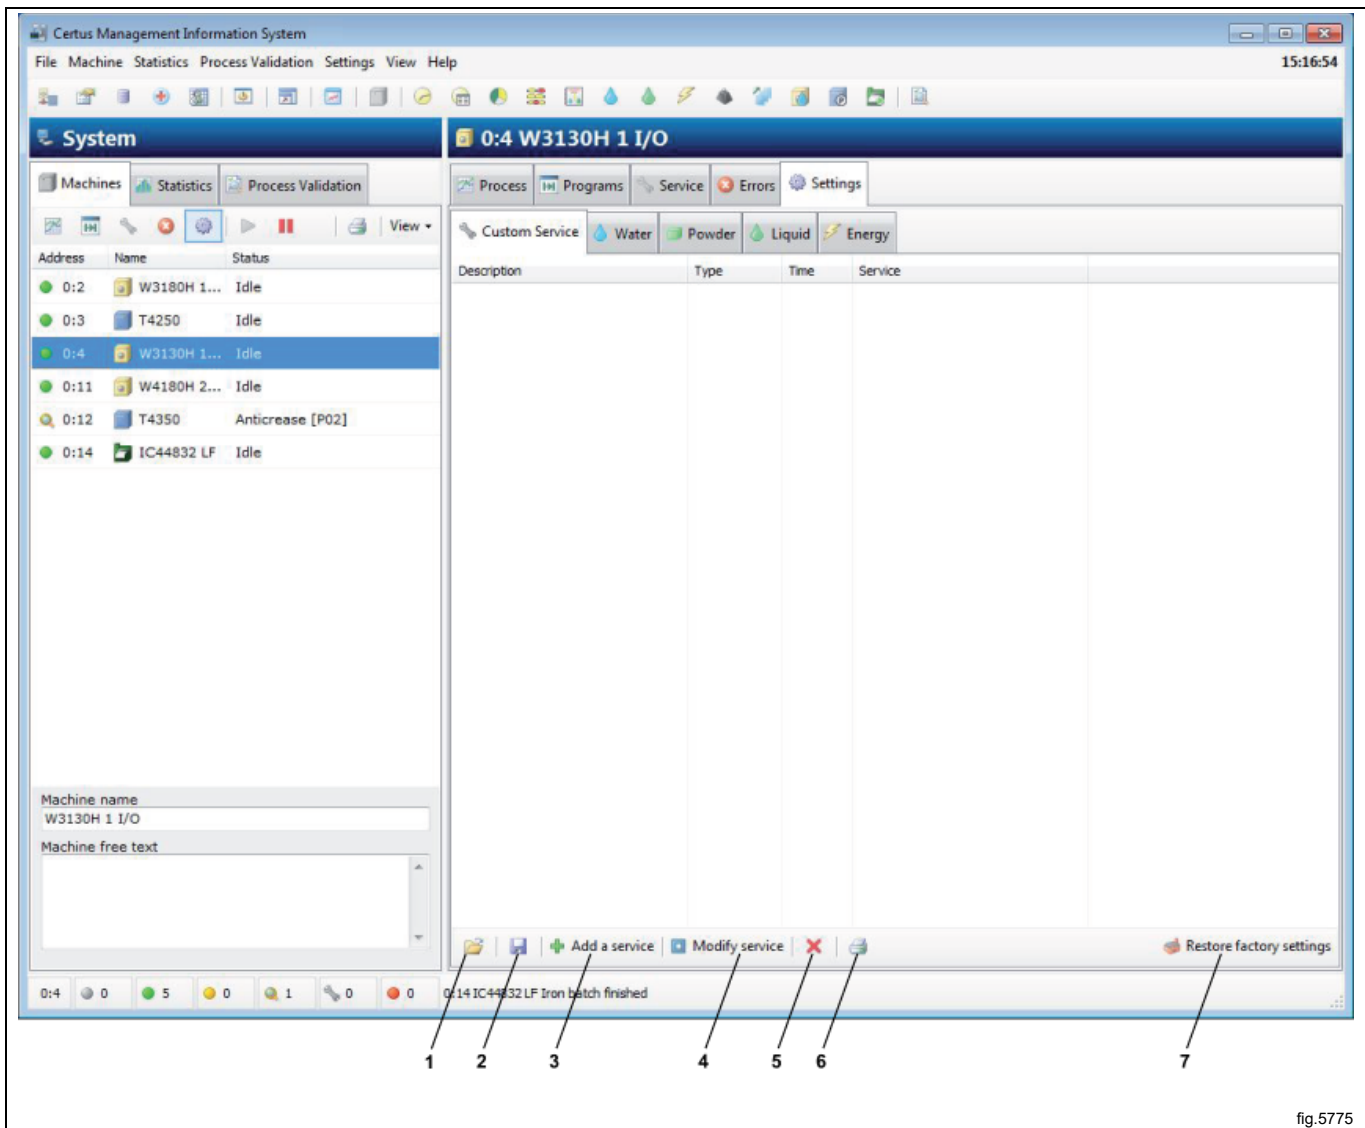 Certus Management Information System
File Machine Statistics Process Validation Settings View Help 15:16:54
System
0:4 W3130H 1 I/O
Machines Statistics Process Validation
Process Programs Service Errors Settings
View
Custom Service Water Powder Liquid Energy
Address Name Status
Description Type Time Service
0:2 W3180H 1... Idle
0:3 T4250 Idle
0:4 W3130H 1... Idle
0:11 W4180H 2... Idle
0:12 T4350 Anticrease [P02]
0:14 IC44832 LF Idle
Machine name
W3130H 1 I/O
Machine free text
Add a service Modify service Restore factory settings
0:4 0 5 0 1 0 0 0:14 IC44832 LF Iron batch finished
1 2 3 4 5 6 7
fig.5775